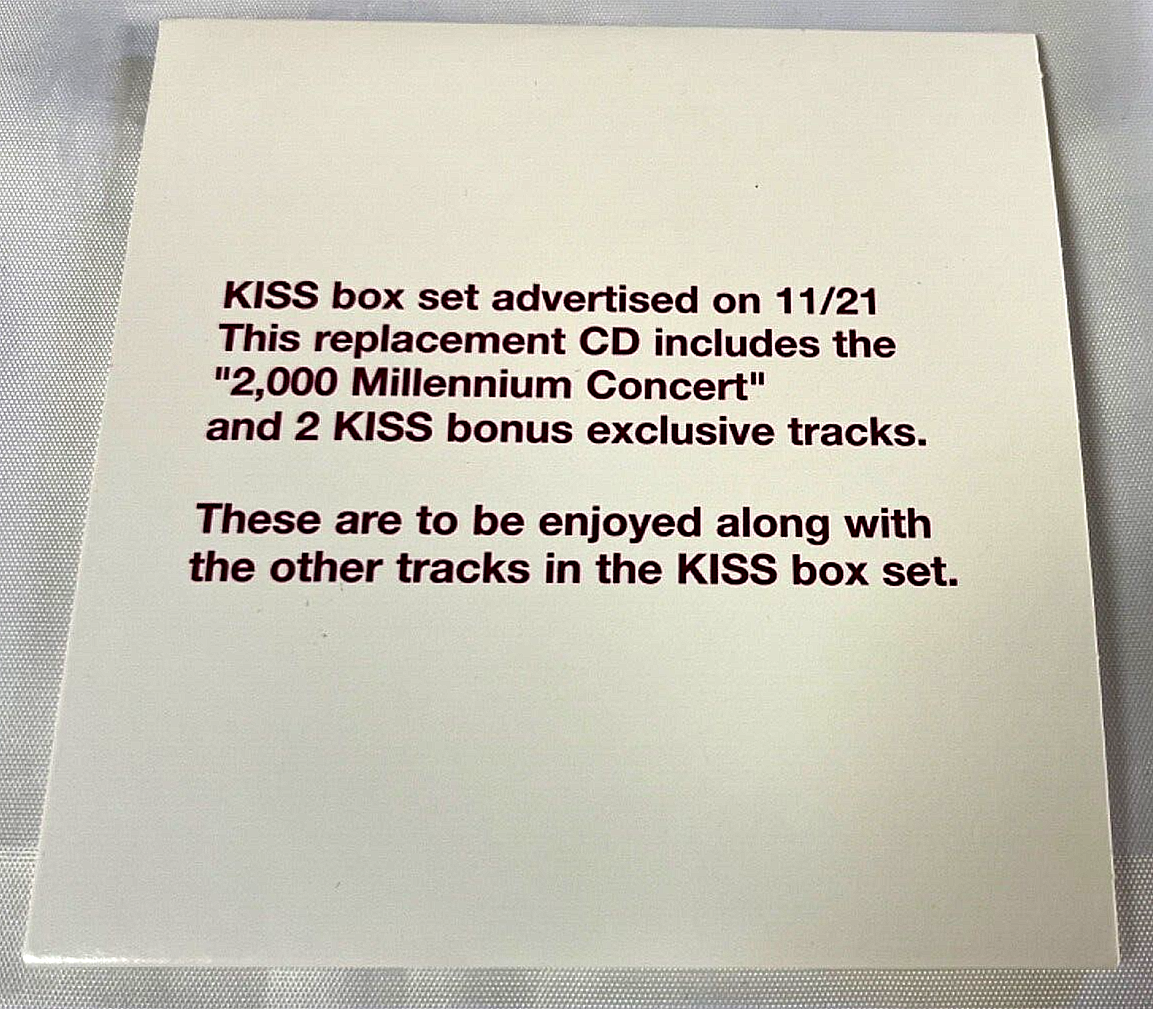 KISS box set advertised on 11/21
This replacement CD includes the
"2,000 Millennium Concert"
and 2 KISS bonus exclusive tracks.
These are to be enjoyed along with
the other tracks in the KISS box set.